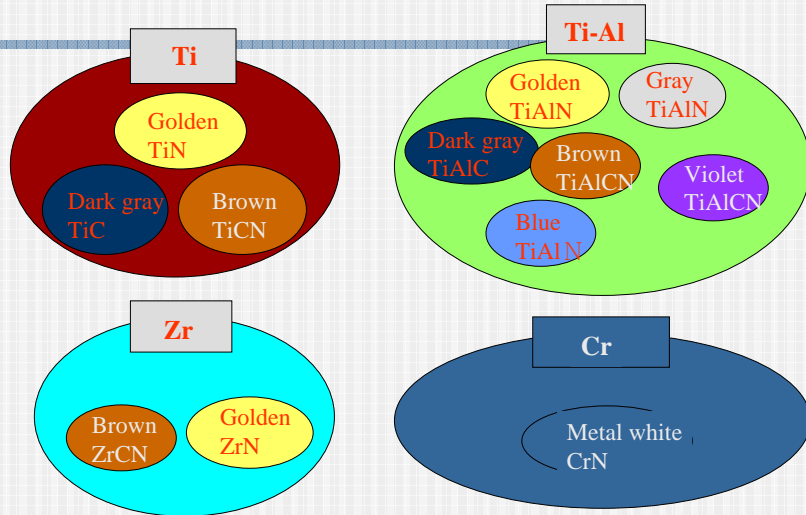 Ti
Golden
TiN
Dark gray
TiC
Brown
TiCN
Ti-Al
Golden
TiAlN
Gray
TiAlN
Dark gray
TiAlC
Brown
TiAlCN
Violet
TiAlCN
Blue
TiAlN
Zr
Brown
ZrCN
Golden
ZrN
Cr
Metal white
CrN